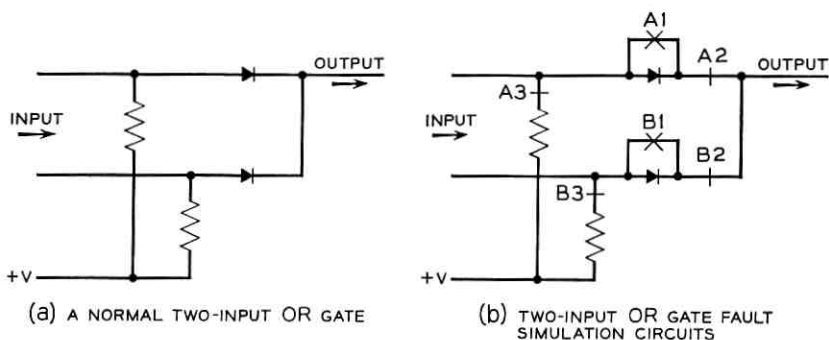 OUTPUT
INPUT
+V
(a) A NORMAL TWO-INPUT OR GATE
A1
A2
OUTPUT
A3
INPUT
B1
B2
B3
+V
(b) TWO-INPUT OR GATE FAULT
SIMULATION CIRCUITS